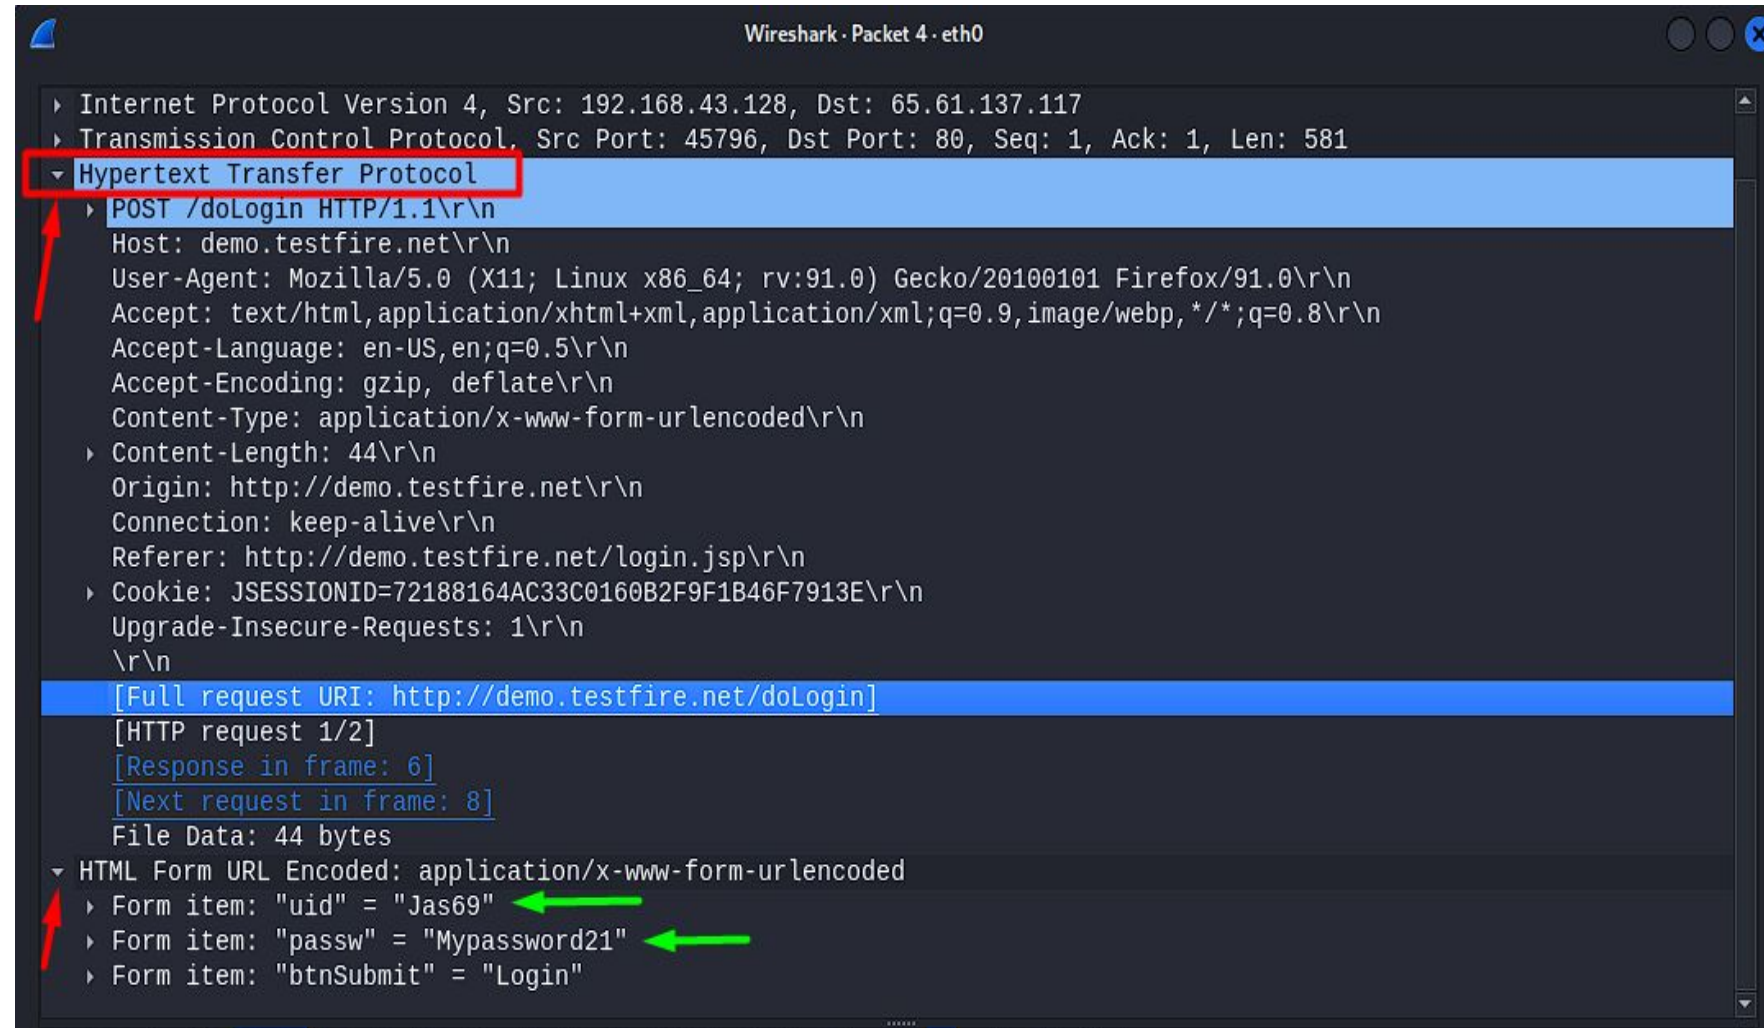 Wireshark · Packet 4 · eth0
Internet Protocol Version 4, Src: 192.168.43.128, Dst: 65.61.137.117
Transmission Control Protocol, Src Port: 45796, Dst Port: 80, Seq: 1, Ack: 1, Len: 581
Hypertext Transfer Protocol
POST /doLogin HTTP/1.1\r\n
Host: demo.testfire.net\r\n
User-Agent: Mozilla/5.0 (X11; Linux x86_64; rv:91.0) Gecko/20100101 Firefox/91.0\r\n
Accept: text/html,application/xhtml+xml,application/xml;q=0.9,image/webp,*/*;q=0.8\r\n
Accept-Language: en-US,en;q=0.5\r\n
Accept-Encoding: gzip, deflate\r\n
Content-Type: application/x-www-form-urlencoded\r\n
Content-Length: 44\r\n
Origin: http://demo.testfire.net\r\n
Connection: keep-alive\r\n
Referer: http://demo.testfire.net/login.jsp\r\n
Cookie: JSESSIONID=72188164AC33C0160B2F9F1B46F7913E\r\n
Upgrade-Insecure-Requests: 1\r\n
\r\n
[Full request URI: http://demo.testfire.net/doLogin]
[HTTP request 1/2]
[Response in frame: 6]
[Next request in frame: 8]
File Data: 44 bytes
HTML Form URL Encoded: application/x-www-form-urlencoded
Form item: "uid" = "Jas69"
Form item: "passw" = "Mypassword21"
Form item: "btnSubmit" = "Login"